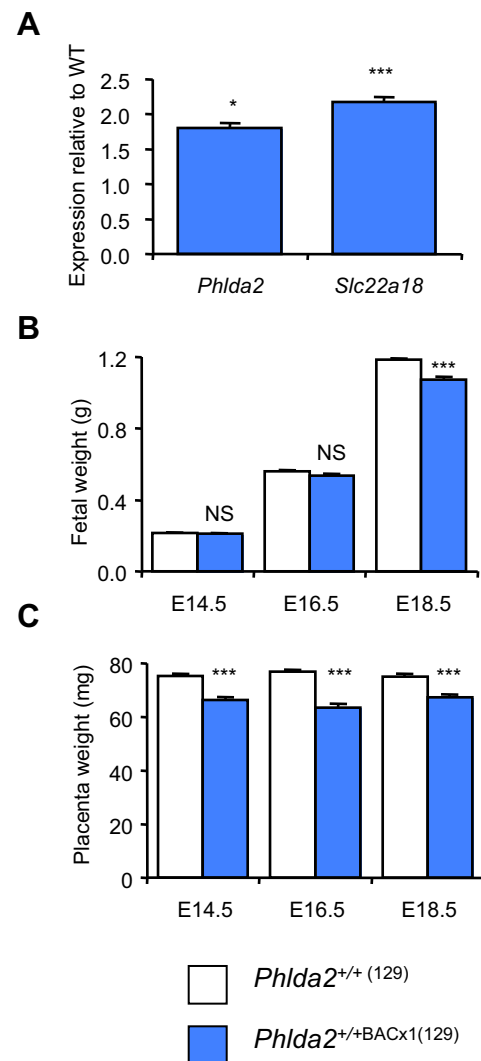 A
Expression relative to WT
2.5
2.0
1.5
1.0
0.5
0.0
*
***
Phlda2
Slc22a18
B
Fetal weight (g)
1.2
0.8
0.4
0.0
NS
NS
***
E14.5
E16.5
E18.5
C
Placenta weight (mg)
80
60
40
20
0
***
***
***
E14.5
E16.5
E18.5
Phlda2+/+ (129)
Phlda2+/+BACx1(129)